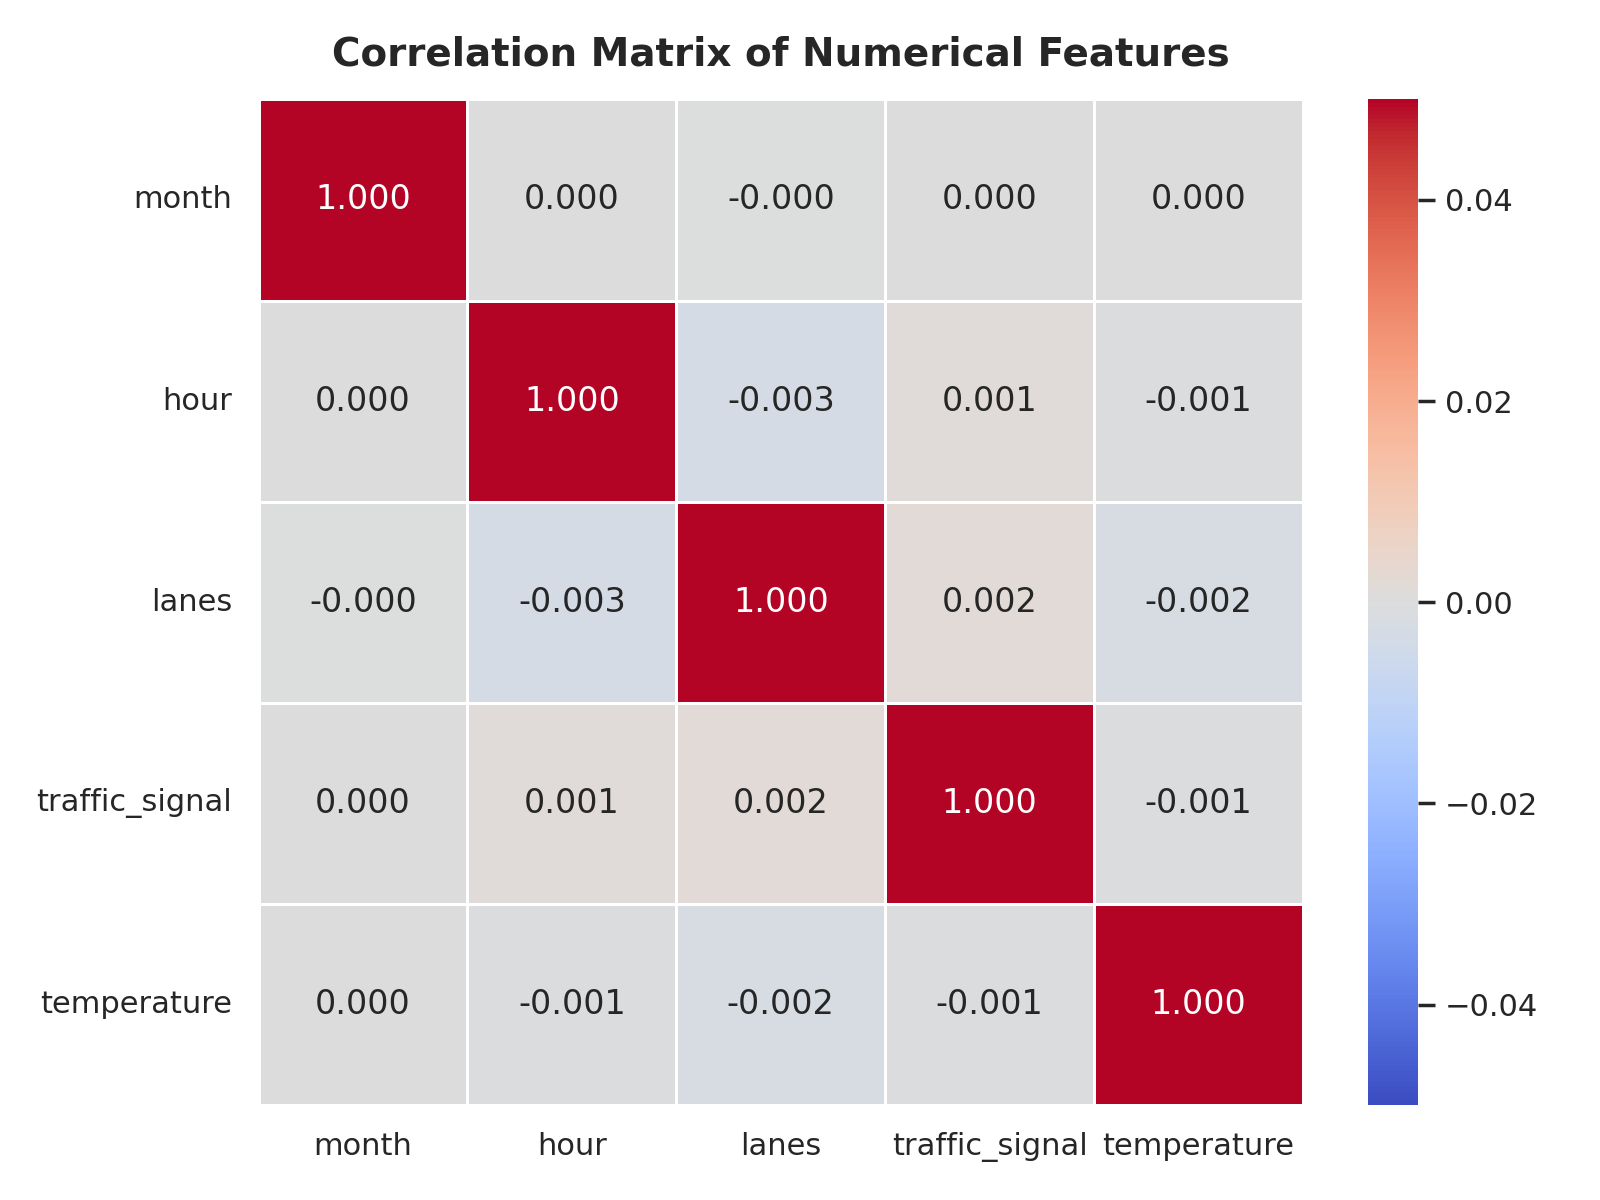 Correlation Matrix of Numerical Features
month 1.000 0.000 -0.000 0.000 0.000
hour 0.000 1.000 -0.003 0.001 -0.001
lanes -0.000 -0.003 1.000 0.002 -0.002
traffic_signal 0.000 0.001 0.002 1.000 -0.001
temperature 0.000 -0.001 -0.002 -0.001 1.000
month hour lanes traffic_signal temperature
0.04
0.02
0.00
−0.02
−0.04